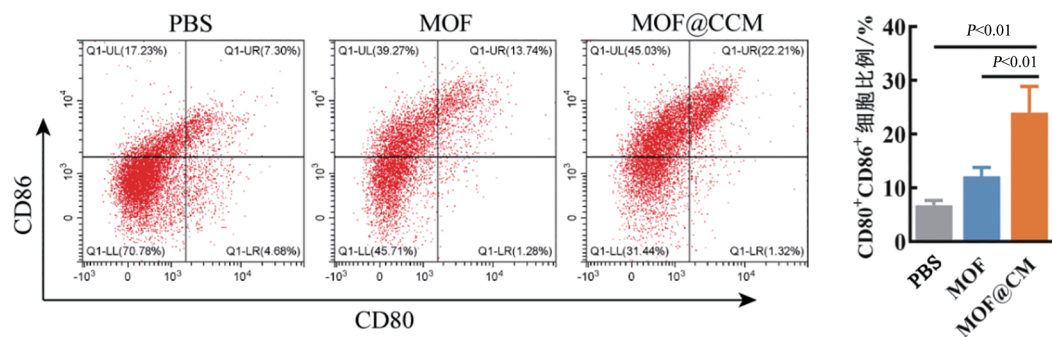 PBS
MOF
MOF@CCM
Q1-UL(17.23%)
Q1-UR(7.30%)
Q1-LL(70.78%)
Q1-LR(4.68%)
Q1-UL(39.27%)
Q1-UR(13.74%)
Q1-LL(45.71%)
Q1-LR(1.28%)
Q1-UL(45.03%)
Q1-UR(22.21%)
Q1-LL(31.44%)
Q1-LR(1.32%)
10⁴
10³
0
-10³ 0 10³ 10⁴
10⁴
10³
0
-10³ 0 10³ 10⁴
10⁴
10³
0
-10³ 0 10³ 10⁴
CD86
CD80
CD80⁺CD86⁺细胞比例/%
40
30
20
10
0
P<0.01
P<0.01
PBS
MOF
MOF@CM